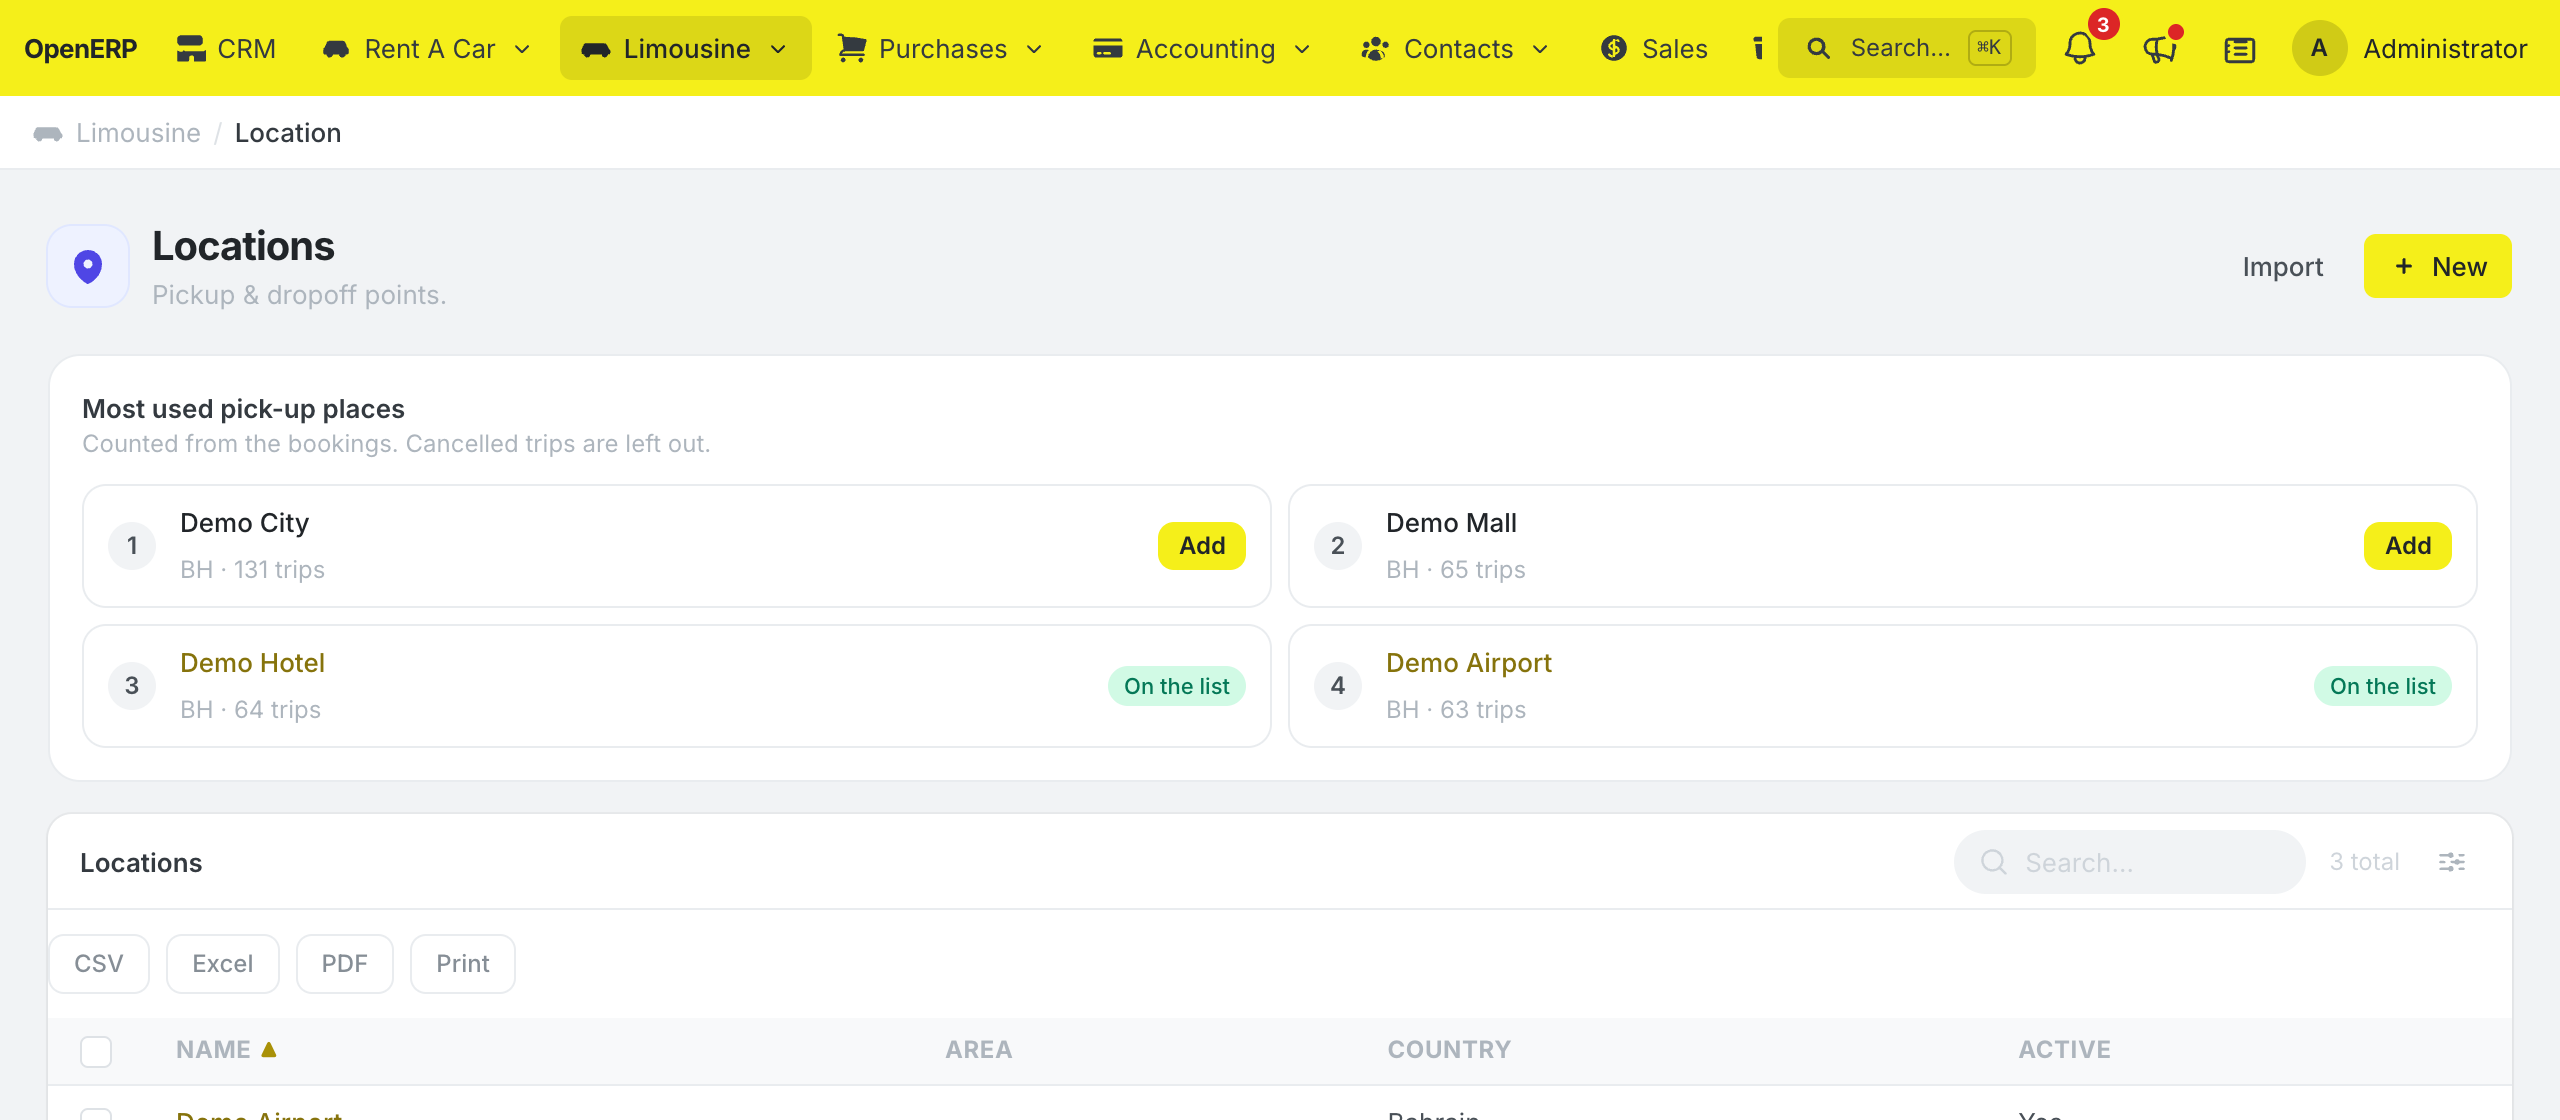 OpenERP CRM Rent A Car Limousine Purchases Accounting Contacts Sales Search... ⌘K 3 A Administrator
Limousine / Location
Locations
Pickup & dropoff points.
Import + New
Most used pick-up places
Counted from the bookings. Cancelled trips are left out.
1 Demo City BH · 131 trips Add
2 Demo Mall BH · 65 trips Add
3 Demo Hotel BH · 64 trips On the list
4 Demo Airport BH · 63 trips On the list
Locations Search... 3 total
CSV Excel PDF Print
NAME AREA COUNTRY ACTIVE
Demo Airport Bahrain Yes